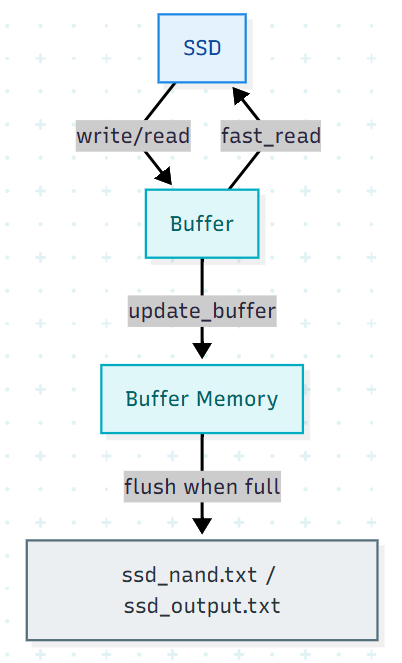 SSD
write/read
fast_read
Buffer
update_buffer
Buffer Memory
flush when full
ssd_nand.txt /
ssd_output.txt